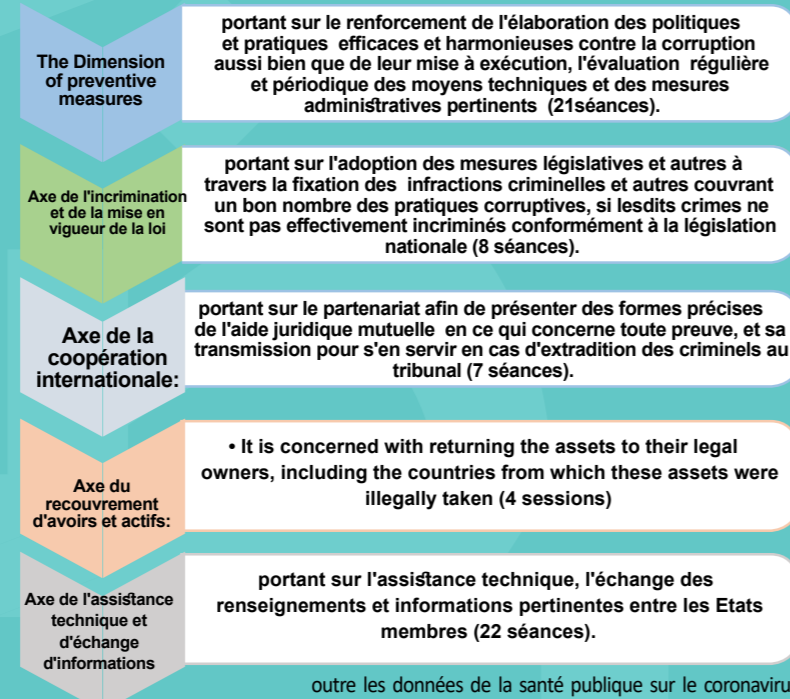 The Dimension
of preventive
measures
portant sur le renforcement de l'élaboration des politiques
et pratiques efficaces et harmonieuses contre la corruption
aussi bien que de leur mise à exécution, l'évaluation régulière
et périodique des moyens techniques et des mesures
administratives pertinents (21séances).
Axe de l'incrimination
et de la mise en
vigueur de la loi
portant sur l'adoption des mesures législatives et autres à
travers la fixation des infractions criminelles et autres couvrant
un bon nombre des pratiques corruptives, si lesdits crimes ne
sont pas effectivement incriminés conformément à la législation
nationale (8 séances).
Axe de la
coopération
internationale:
portant sur le partenariat afin de présenter des formes précises
de l'aide juridique mutuelle en ce qui concerne toute preuve, et sa
transmission pour s'en servir en cas d'extradition des criminels au
tribunal (7 séances).
Axe du
recouvrement
d'avoirs et actifs:
• It is concerned with returning the assets to their legal
owners, including the countries from which these assets were
illegally taken (4 sessions)
Axe de l'assistance
technique et
d'échange
d'informations
portant sur l'assistance technique, l'échange des
renseignements et informations pertinentes entre les Etats
membres (22 séances).
outre les données de la santé publique sur le coronaviru